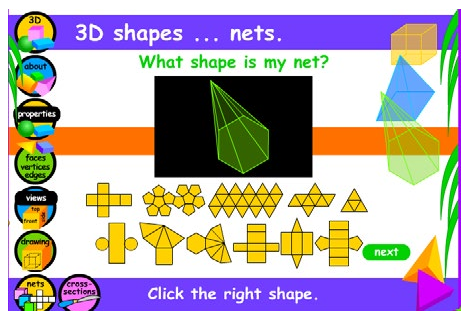 3D
3D shapes ... nets.
about
What shape is my net?
properties
faces
vertices
edges
views
top
front
drawing
next
nets
cross-
sections
Click the right shape.